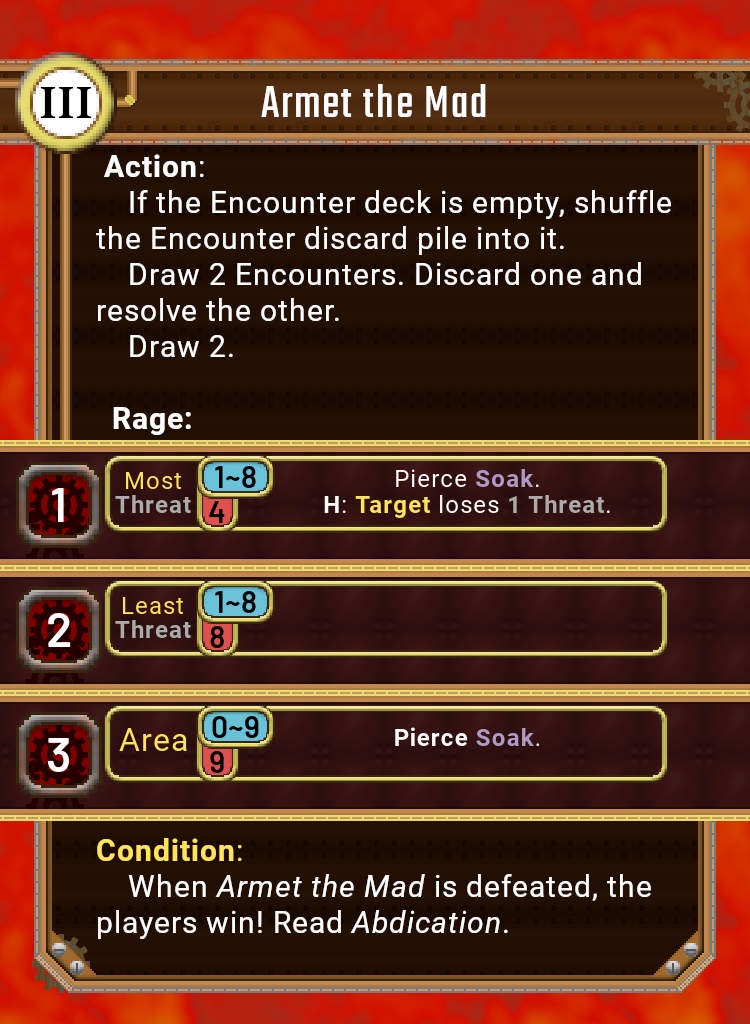 III
Armet the Mad
Action:
If the Encounter deck is empty, shuffle
the Encounter discard pile into it.
Draw 2 Encounters. Discard one and
resolve the other.
Draw 2.
Rage:
1
Most
Threat
1~8
4
Pierce Soak.
H: Target loses 1 Threat.
2
Least
Threat
1~8
8
3
Area
0~9
9
Pierce Soak.
Condition:
When Armet the Mad is defeated, the
players win! Read Abdication.